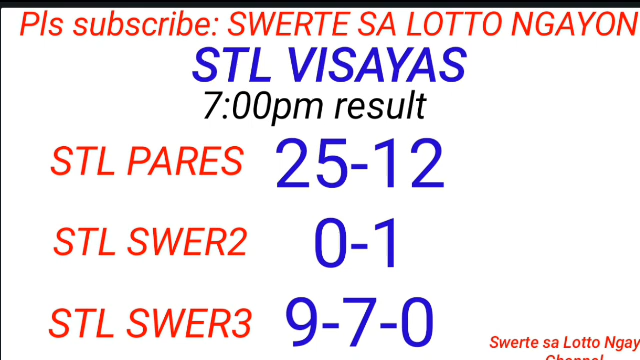 Pls subscribe: SWERTE SA LOTTO NGAYON
STL VISAYAS
7:00pm result
STL PARES 25-12
STL SWER2 0-1
STL SWER3 9-7-0
Swerte sa Lotto Ngay
Channel